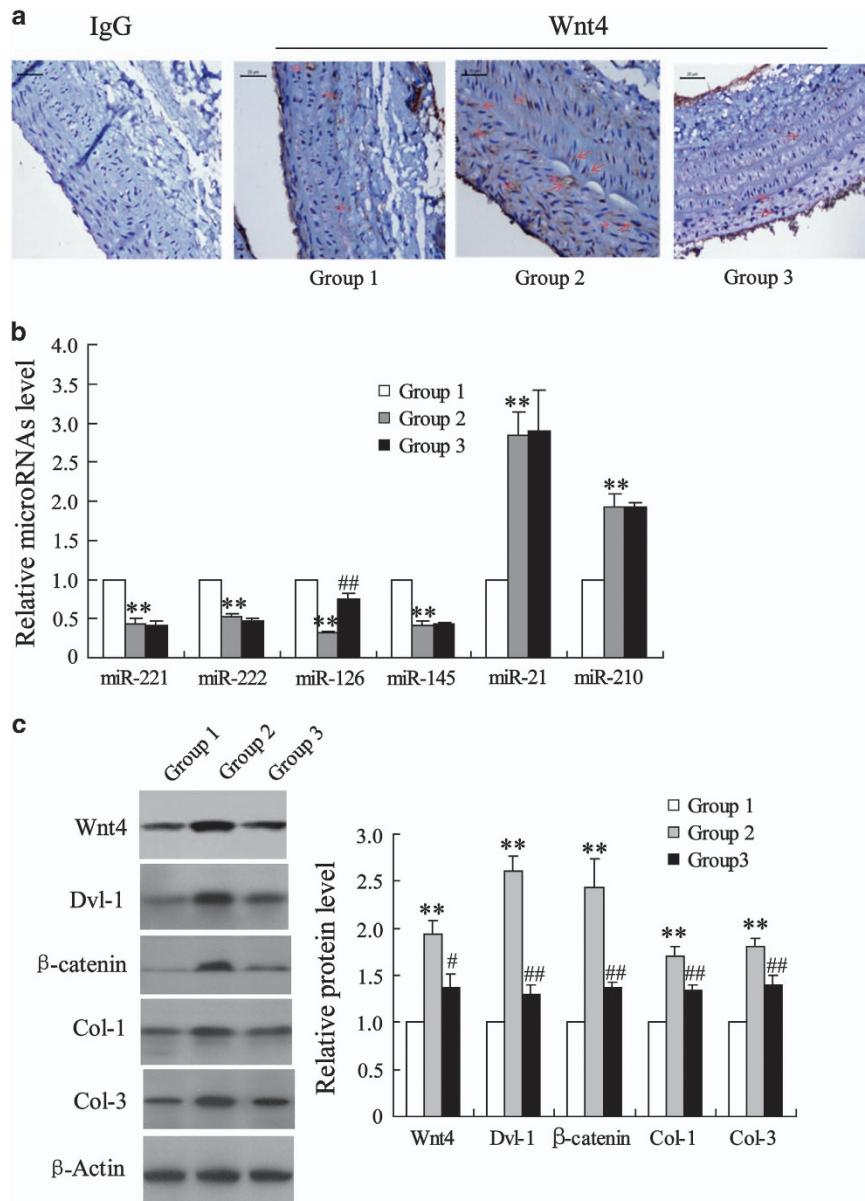 a
IgG
Wnt4
20 μm
20 μm
Group 1
Group 2
Group 3
b
Relative microRNAs level
4.0
3.5
3.0
2.5
2.0
1.5
1.0
0.5
0
Group 1
Group 2
Group 3
**
**
**
##
**
**
**
miR-221
miR-222
miR-126
miR-145
miR-21
miR-210
c
Group 1
Group 2
Group 3
Wnt4
Dvl-1
β-catenin
Col-1
Col-3
β-Actin
Relative protein level
3.0
2.5
2.0
1.5
1.0
0.5
0
Group 1
Group 2
Group3
**
#
**
##
**
##
**
##
**
##
Wnt4
Dvl-1
β-catenin
Col-1
Col-3